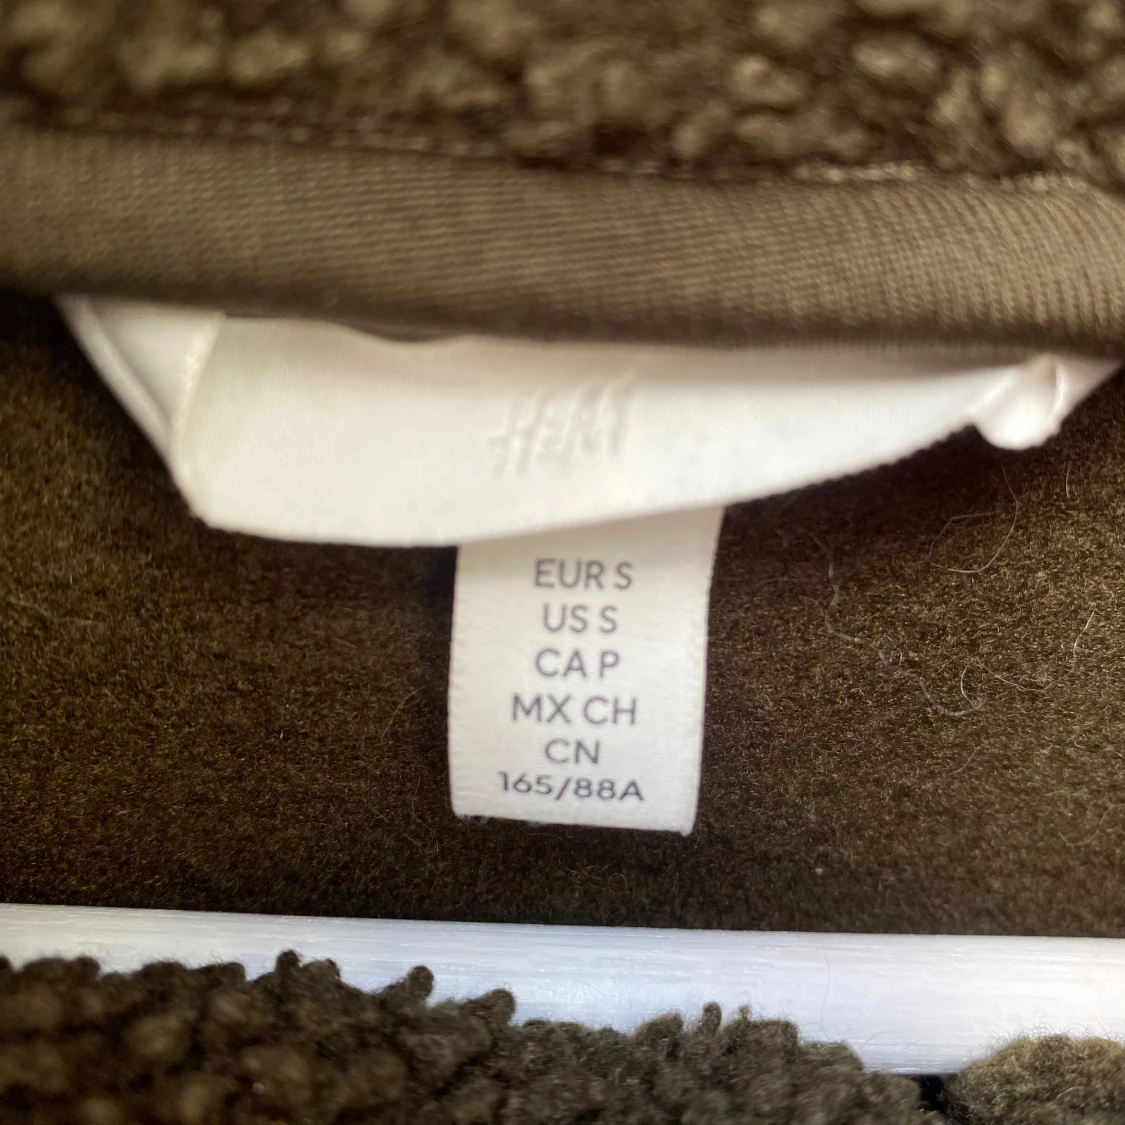 H&M
EUR S
US S
CA P
MX CH
CN
165/88A